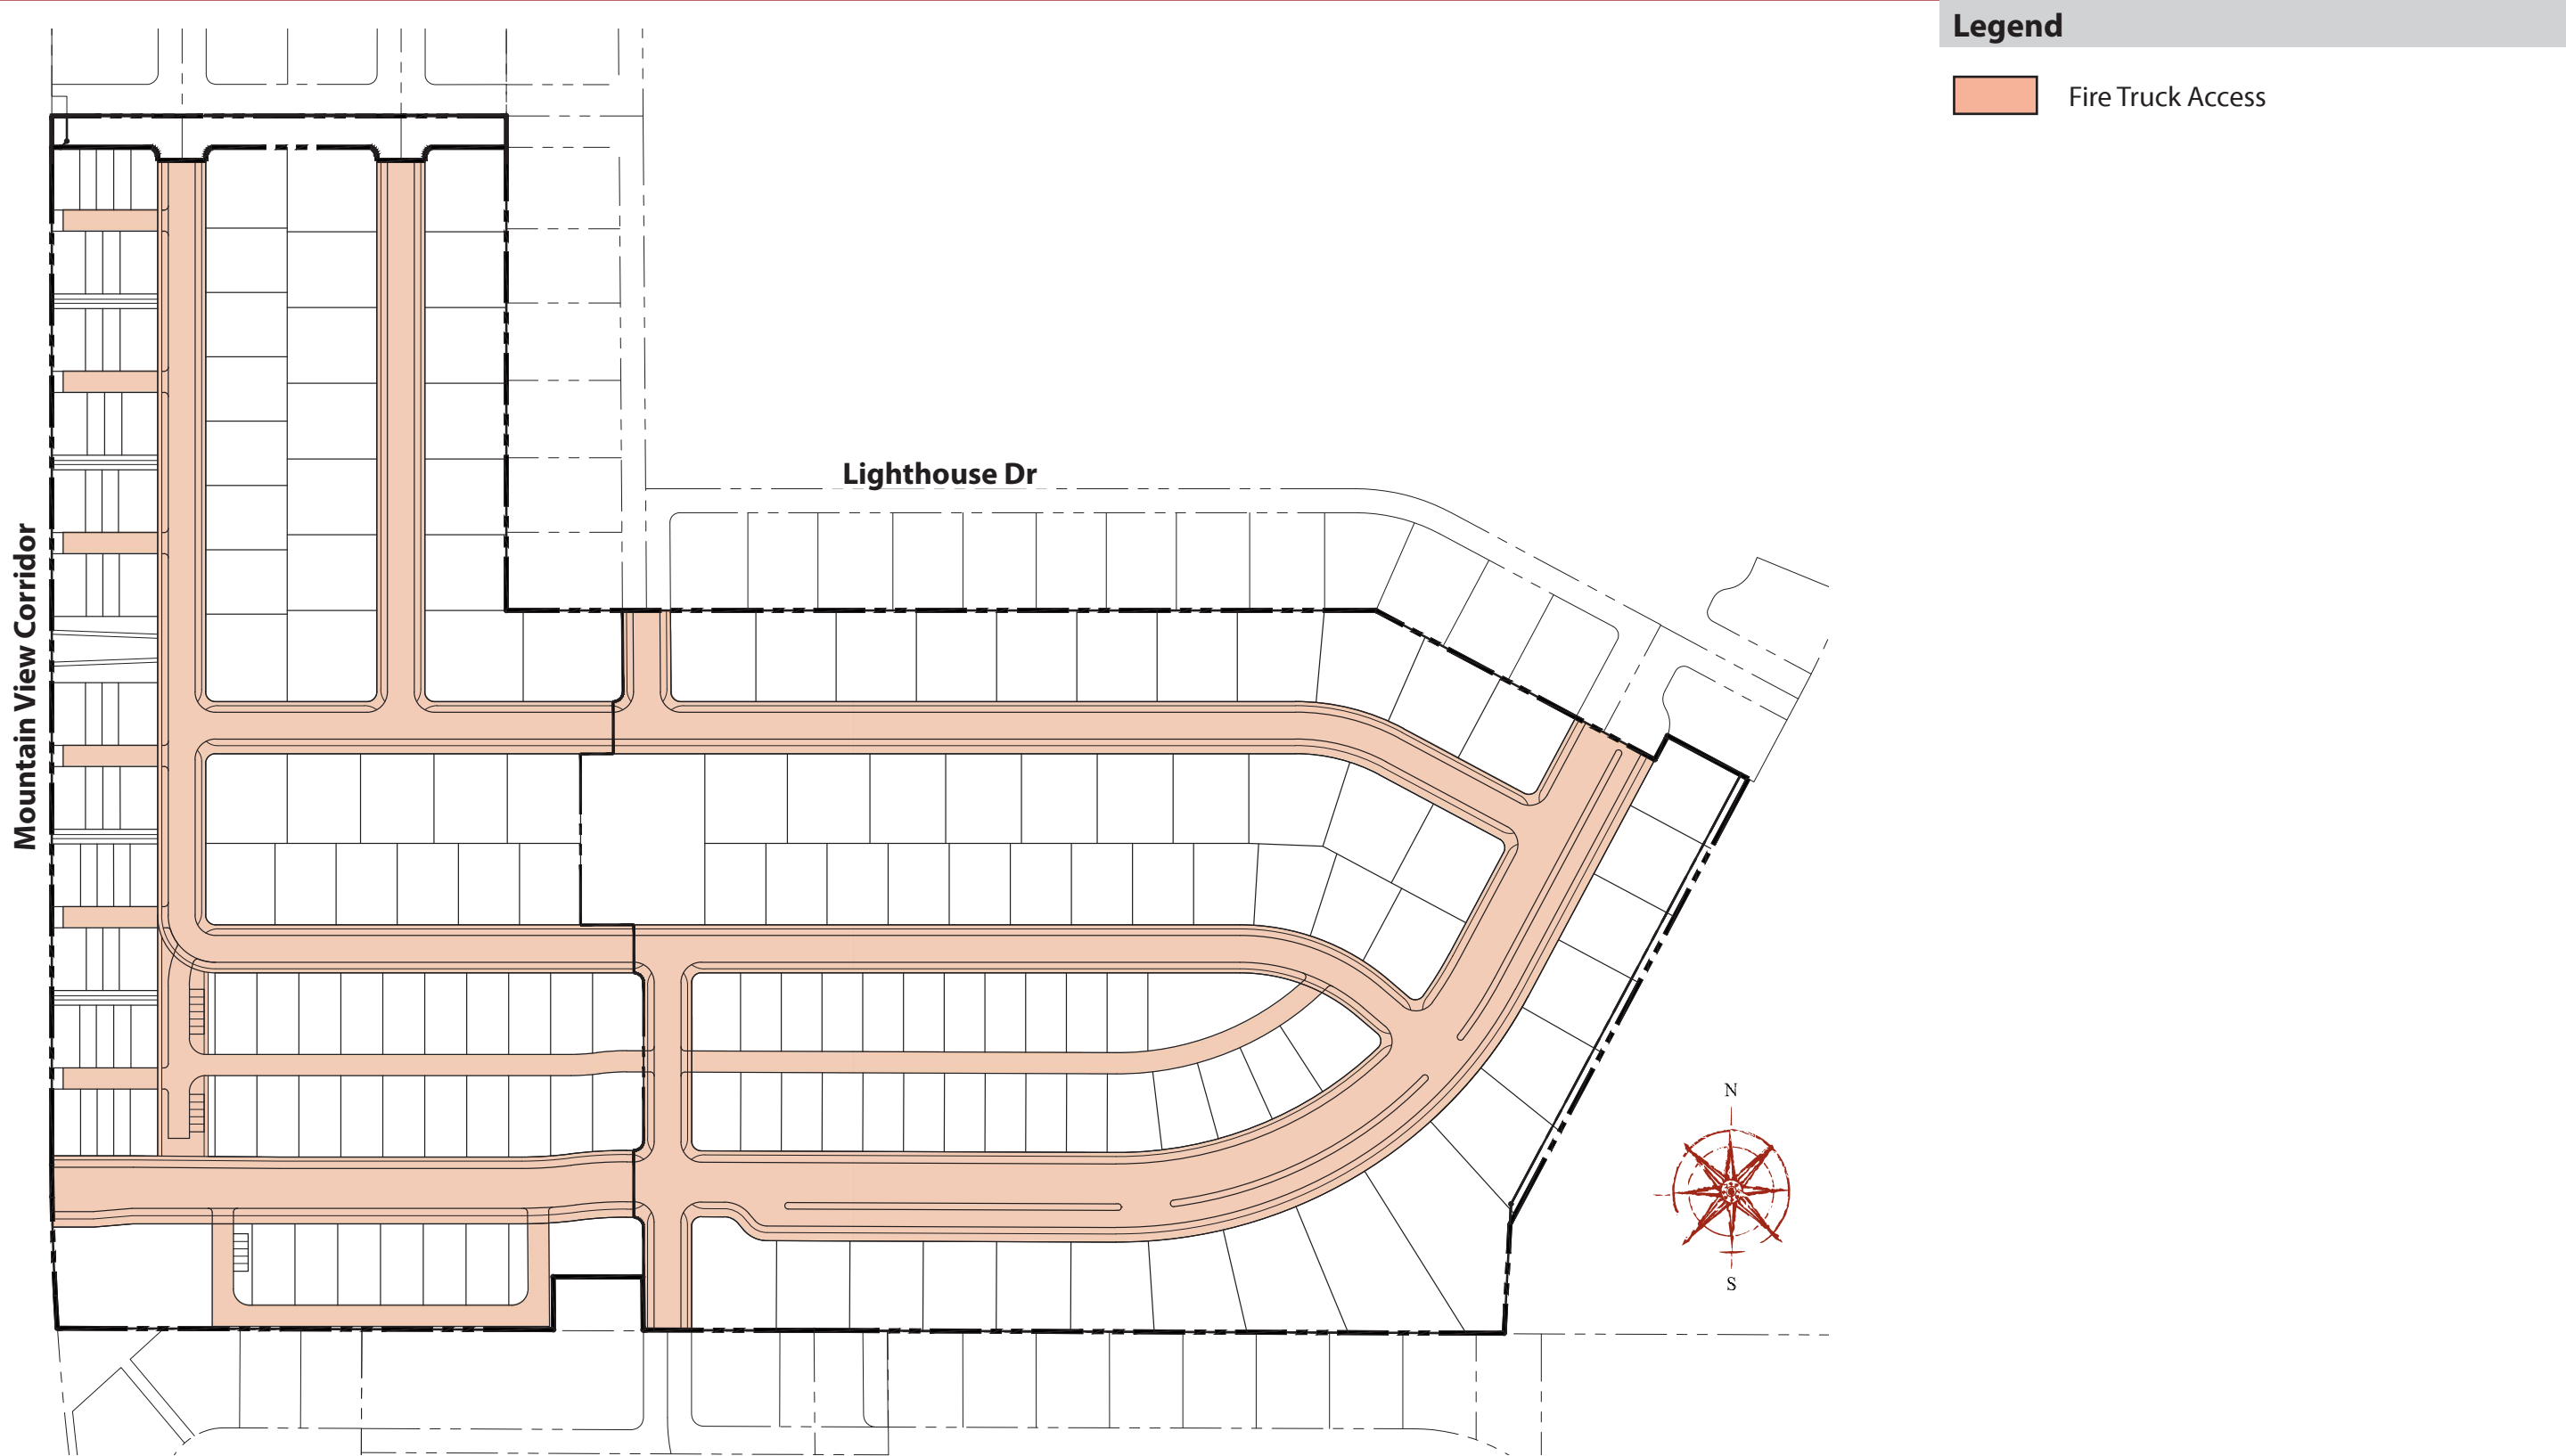 Legend
Fire Truck Access
Lighthouse Dr
Mountain View Corridor
N
S